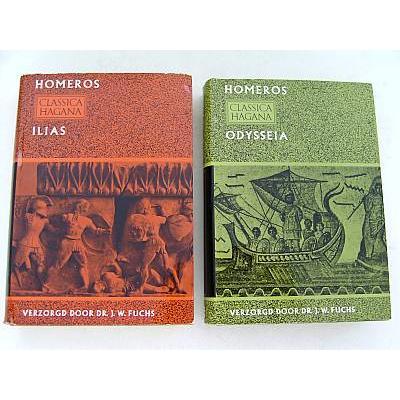 HOMEROS
CLASSICA
HAGANA
ILIAS
VERZORGD DOOR DR. J. W. FUCHS
HOMEROS
CLASSICA
HAGANA
ODYSSEIA
VERZORGD DOOR DR. J. W. FUCHS